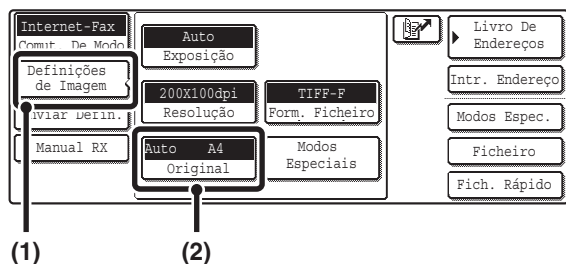 Internet-Fax
Comut. De Modo
Definições
de Imagem
Enviar Defin.
Manual RX
Auto
Exposição
200X100dpi
Resolução
TIFF-F
Form. Ficheiro
Auto A4
Original
Modos
Especiais
Livro De
Endereços
Intr. Endereço
Modos Espec.
Ficheiro
Fich. Rápido
(1) (2)